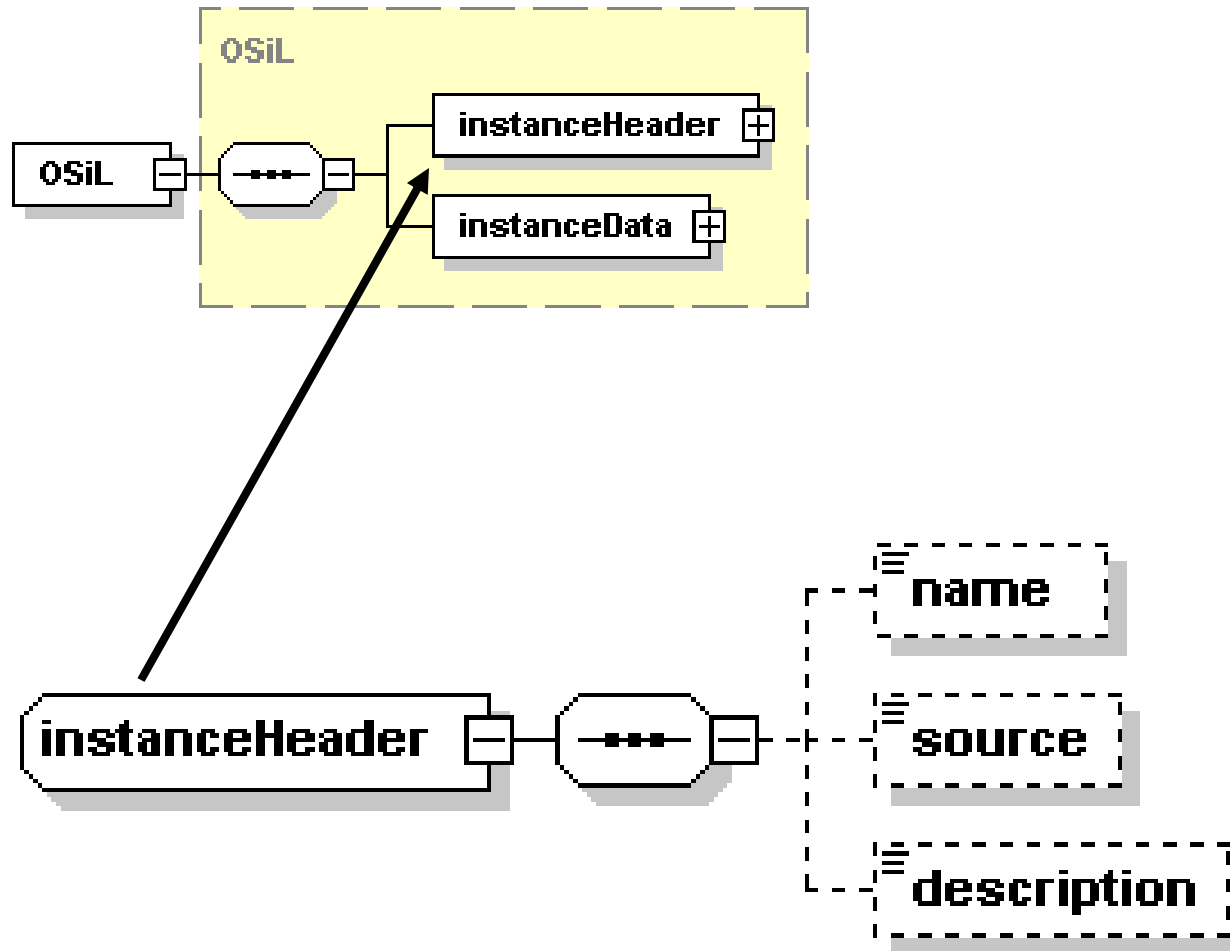 OSiL
instanceHeader
OSiL
instanceData
instanceHeader
name
source
description